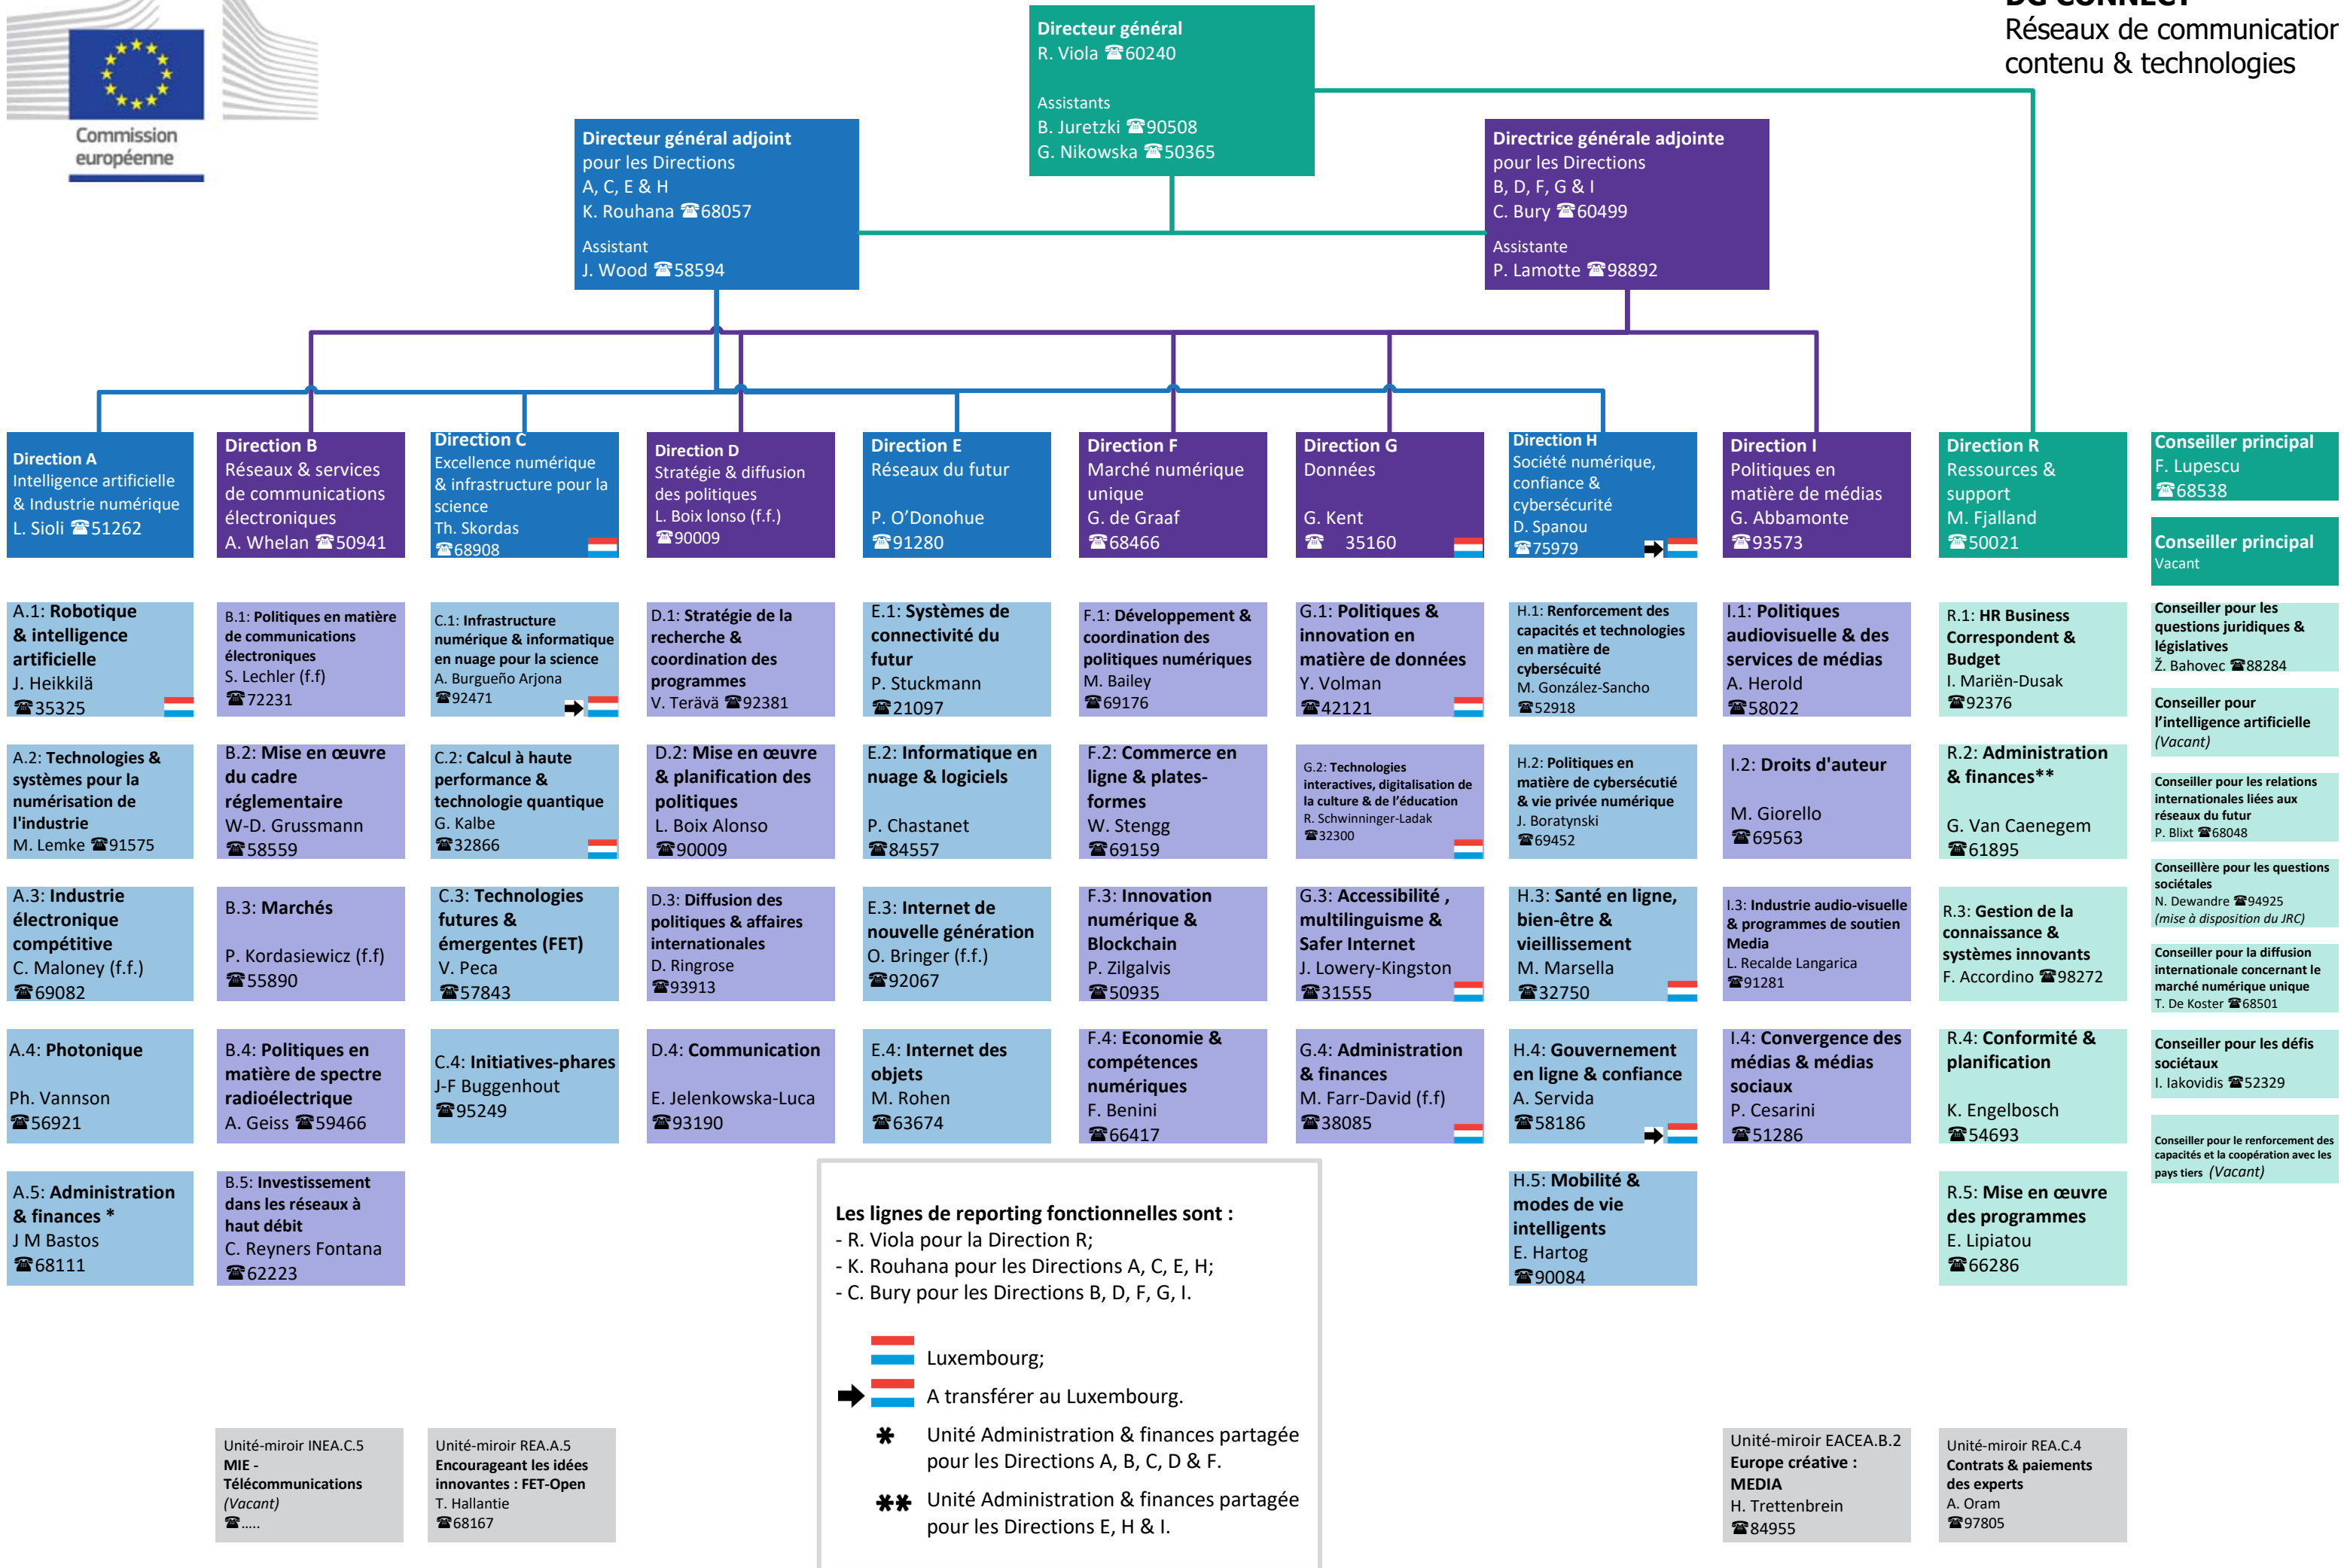 DG CONNECT
Réseaux de communication
contenu & technologies
Commission
européenne
Directeur général
R. Viola ☎60240
Assistants
B. Juretzki ☎90508
G. Nikowska ☎50365
Directeur général adjoint
pour les Directions
A, C, E & H
K. Rouhana ☎68057
Assistant
J. Wood ☎58594
Directrice générale adjointe
pour les Directions
B, D, F, G & I
C. Bury ☎60499
Assistante
P. Lamotte ☎98892
Direction A
Intelligence artificielle
& Industrie numérique
L. Sioli ☎51262
Direction B
Réseaux & services
de communications
électroniques
A. Whelan ☎50941
Direction C
Excellence numérique
& infrastructure pour la
science
Th. Skordas
☎68908
Direction D
Stratégie & diffusion
des politiques
L. Boix lonso (f.f.)
☎90009
Direction E
Réseaux du futur
P. O’Donohue
☎91280
Direction F
Marché numérique
unique
G. de Graaf
☎68466
Direction G
Données
G. Kent
☎ 35160
Direction H
Société numérique,
confiance &
cybersécurité
D. Spanou
☎75979
Direction I
Politiques en
matière de médias
G. Abbamonte
☎93573
Direction R
Ressources &
support
M. Fjalland
☎50021
Conseiller principal
F. Lupescu
☎68538
Conseiller principal
Vacant
A.1: Robotique
& intelligence
artificielle
J. Heikkilä
☎35325
B.1: Politiques en matière
de communications
électroniques
S. Lechler (f.f)
☎72231
C.1: Infrastructure
numérique & informatique
en nuage pour la science
A. Burgueño Arjona
☎92471
D.1: Stratégie de la
recherche &
coordination des
programmes
V. Terävä ☎92381
E.1: Systèmes de
connectivité du
futur
P. Stuckmann
☎21097
F.1: Développement &
coordination des
politiques numériques
M. Bailey
☎69176
G.1: Politiques &
innovation en
matière de données
Y. Volman
☎42121
H.1: Renforcement des
capacités et technologies
en matière de
cybersécuité
M. González-Sancho
☎52918
I.1: Politiques
audiovisuelle & des
services de médias
A. Herold
☎58022
R.1: HR Business
Correspondent &
Budget
I. Mariën-Dusak
☎92376
Conseiller pour les
questions juridiques &
législatives
Ž. Bahovec ☎88284
Conseiller pour
l’intelligence artificielle
(Vacant)
A.2: Technologies &
systèmes pour la
numérisation de
l'industrie
M. Lemke ☎91575
B.2: Mise en œuvre
du cadre
réglementaire
W-D. Grussmann
☎58559
C.2: Calcul à haute
performance &
technologie quantique
G. Kalbe
☎32866
D.2: Mise en œuvre
& planification des
politiques
L. Boix Alonso
☎90009
E.2: Informatique en
nuage & logiciels
P. Chastanet
☎84557
F.2: Commerce en
ligne & plates-
formes
W. Stengg
☎69159
G.2: Technologies
interactives, digitalisation de
la culture & de l’éducation
R. Schwinninger-Ladak
☎32300
H.2: Politiques en
matière de cybersécutié
& vie privée numérique
J. Boratynski
☎69452
I.2: Droits d'auteur
M. Giorello
☎69563
R.2: Administration
& finances**
G. Van Caenegem
☎61895
Conseiller pour les relations
internationales liées aux
réseaux du futur
P. Blixt ☎68048
Conseillère pour les questions
sociétales
N. Dewandre ☎94925
(mise à disposition du JRC)
A.3: Industrie
électronique
compétitive
C. Maloney (f.f.)
☎69082
B.3: Marchés
P. Kordasiewicz (f.f)
☎55890
C.3: Technologies
futures &
émergentes (FET)
V. Peca
☎57843
D.3: Diffusion des
politiques & affaires
internationales
D. Ringrose
☎93913
E.3: Internet de
nouvelle génération
O. Bringer (f.f.)
☎92067
F.3: Innovation
numérique &
Blockchain
P. Zilgalvis
☎50935
G.3: Accessibilité ,
multilinguisme &
Safer Internet
J. Lowery-Kingston
☎31555
H.3: Santé en ligne,
bien-être &
vieillissement
M. Marsella
☎32750
I.3: Industrie audio-visuelle
& programmes de soutien
Media
L. Recalde Langarica
☎91281
R.3: Gestion de la
connaissance &
systèmes innovants
F. Accordino ☎98272
Conseiller pour la diffusion
internationale concernant le
marché numérique unique
T. De Koster ☎68501
A.4: Photonique
Ph. Vannson
☎56921
B.4: Politiques en
matière de spectre
radioélectrique
A. Geiss ☎59466
C.4: Initiatives-phares
J-F Buggenhout
☎95249
D.4: Communication
E. Jelenkowska-Luca
☎93190
E.4: Internet des
objets
M. Rohen
☎63674
F.4: Economie &
compétences
numériques
F. Benini
☎66417
G.4: Administration
& finances
M. Farr-David (f.f)
☎38085
H.4: Gouvernement
en ligne & confiance
A. Servida
☎58186
I.4: Convergence des
médias & médias
sociaux
P. Cesarini
☎51286
R.4: Conformité &
planification
K. Engelbosch
☎54693
Conseiller pour les défis
sociétaux
I. Iakovidis ☎52329
Conseiller pour le renforcement des
capacités et la coopération avec les
pays tiers (Vacant)
A.5: Administration
& finances *
J M Bastos
☎68111
B.5: Investissement
dans les réseaux à
haut débit
C. Reyners Fontana
☎62223
H.5: Mobilité &
modes de vie
intelligents
E. Hartog
☎90084
R.5: Mise en œuvre
des programmes
E. Lipiatou
☎66286
Les lignes de reporting fonctionnelles sont :
- R. Viola pour la Direction R;
- K. Rouhana pour les Directions A, C, E, H;
- C. Bury pour les Directions B, D, F, G, I.
Luxembourg;
A transférer au Luxembourg.
* Unité Administration & finances partagée
pour les Directions A, B, C, D & F.
** Unité Administration & finances partagée
pour les Directions E, H & I.
Unité-miroir INEA.C.5
MIE -
Télécommunications
(Vacant)
☎.....
Unité-miroir REA.A.5
Encourageant les idées
innovantes : FET-Open
T. Hallantie
☎68167
Unité-miroir EACEA.B.2
Europe créative :
MEDIA
H. Trettenbrein
☎84955
Unité-miroir REA.C.4
Contrats & paiements
des experts
A. Oram
☎97805